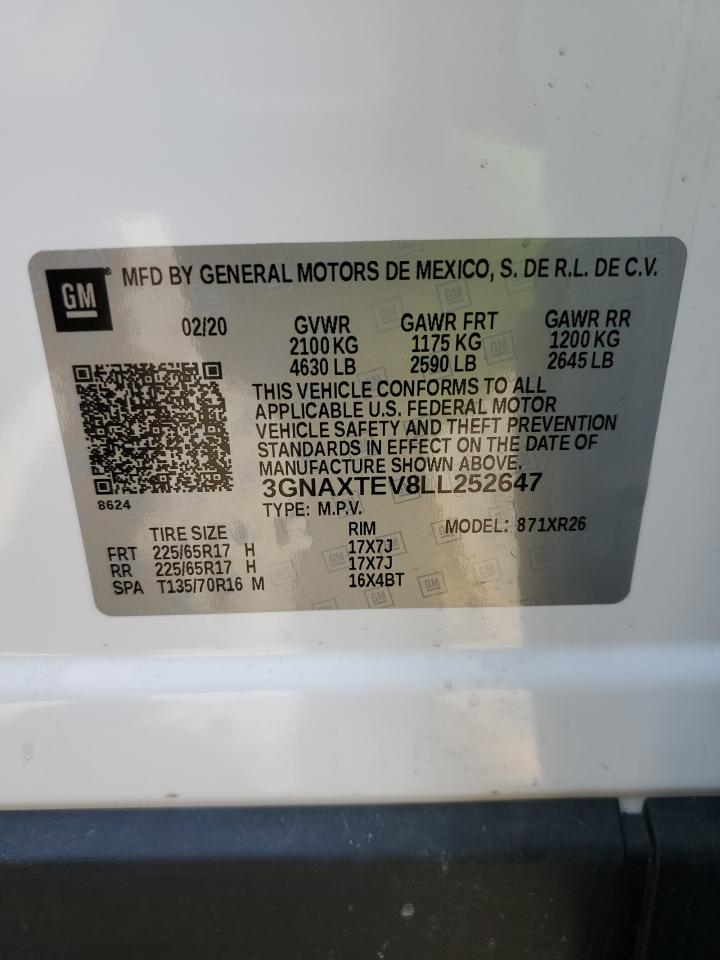 GM® MFD BY GENERAL MOTORS DE MEXICO, S. DE R.L. DE C.V.
02/20 GVWR GAWR FRT GAWR RR
2100 KG 1175 KG 1200 KG
4630 LB 2590 LB 2645 LB
THIS VEHICLE CONFORMS TO ALL
APPLICABLE U.S. FEDERAL MOTOR
VEHICLE SAFETY AND THEFT PREVENTION
STANDARDS IN EFFECT ON THE DATE OF
MANUFACTURE SHOWN ABOVE.
8624 3GNAXTEV8LL252647
TYPE: M.P.V.
TIRE SIZE RIM MODEL: 871XR26
FRT 225/65R17 H 17X7J
RR 225/65R17 H 17X7J
SPA T135/70R16 M 16X4BT